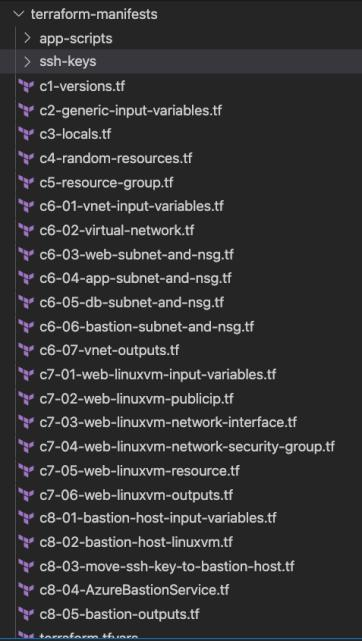 terraform-manifests
app-scripts
ssh-keys
c1-versions.tf
c2-generic-input-variables.tf
c3-locals.tf
c4-random-resources.tf
c5-resource-group.tf
c6-01-vnet-input-variables.tf
c6-02-virtual-network.tf
c6-03-web-subnet-and-nsg.tf
c6-04-app-subnet-and-nsg.tf
c6-05-db-subnet-and-nsg.tf
c6-06-bastion-subnet-and-nsg.tf
c6-07-vnet-outputs.tf
c7-01-web-linuxvm-input-variables.tf
c7-02-web-linuxvm-publicip.tf
c7-03-web-linuxvm-network-interface.tf
c7-04-web-linuxvm-network-security-group.tf
c7-05-web-linuxvm-resource.tf
c7-06-web-linuxvm-outputs.tf
c8-01-bastion-host-input-variables.tf
c8-02-bastion-host-linuxvm.tf
c8-03-move-ssh-key-to-bastion-host.tf
c8-04-AzureBastionService.tf
c8-05-bastion-outputs.tf
terraform.tfvars